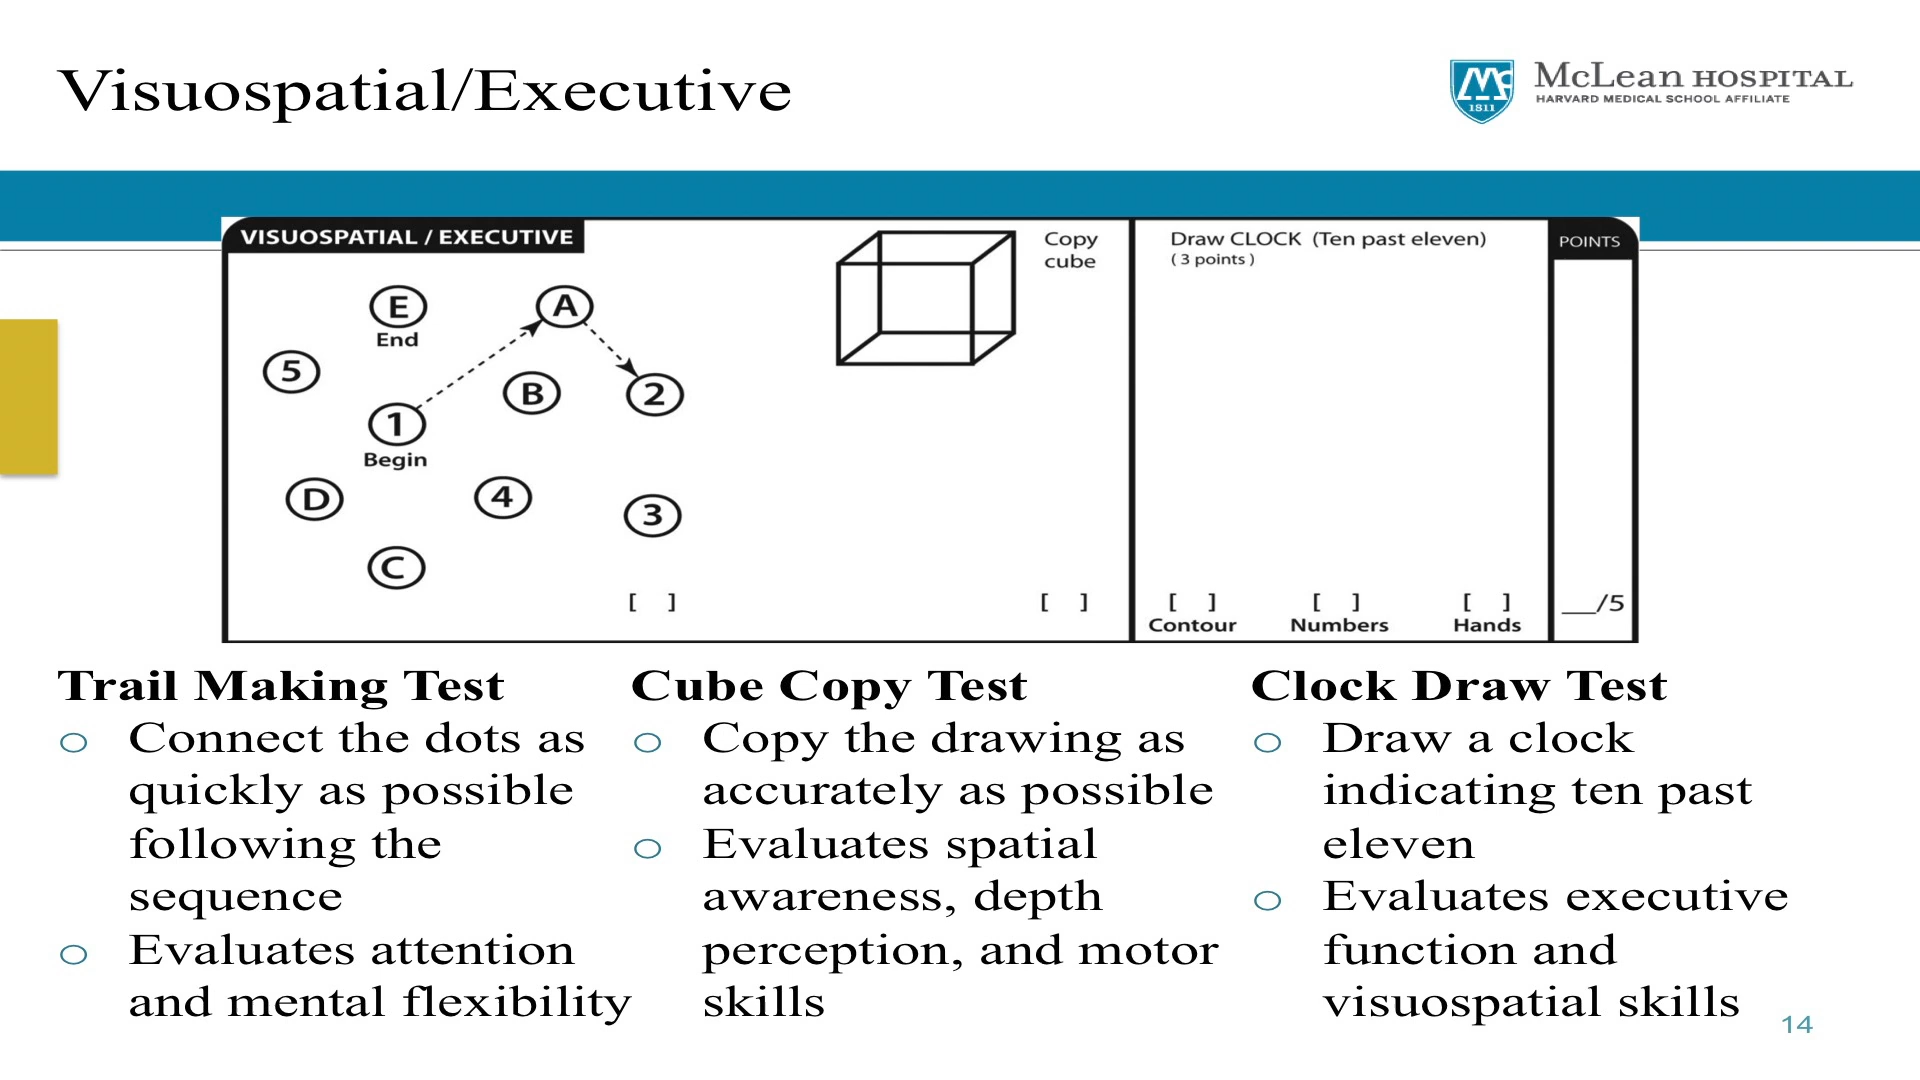 Visuospatial/Executive
McLean HOSPITAL
HARVARD MEDICAL SCHOOL AFFILIATE
1811
VISUOSPATIAL / EXECUTIVE
E
End
A
5
B
2
1
Begin
D
4
3
C
[ ]
Copy
cube
[ ]
Draw CLOCK (Ten past eleven)
( 3 points )
[ ]
Contour
[ ]
Numbers
[ ]
Hands
POINTS
___/5
Trail Making Test
o Connect the dots as
quickly as possible
following the
sequence
o Evaluates attention
and mental flexibility
Cube Copy Test
o Copy the drawing as
accurately as possible
o Evaluates spatial
awareness, depth
perception, and motor
skills
Clock Draw Test
o Draw a clock
indicating ten past
eleven
o Evaluates executive
function and
visuospatial skills
14